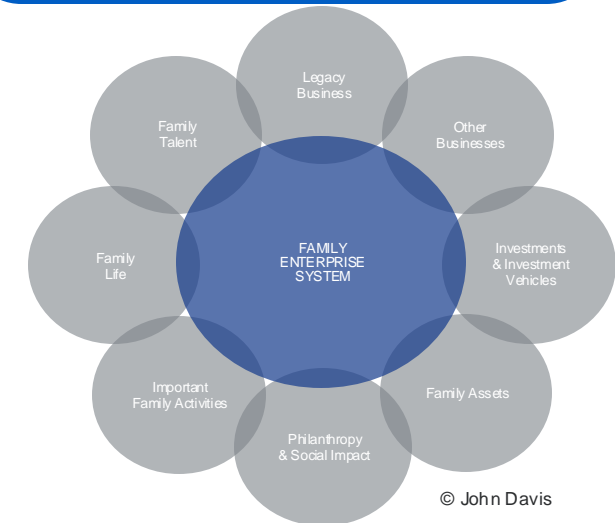 Legacy
Business
Family
Talent
Other
Businesses
FAMILY
ENTERPRISE
SYSTEM
Family
Life
Investments
& Investment
Vehicles
Important
Family Activities
Family Assets
Philanthropy
& Social Impact
© John Davis